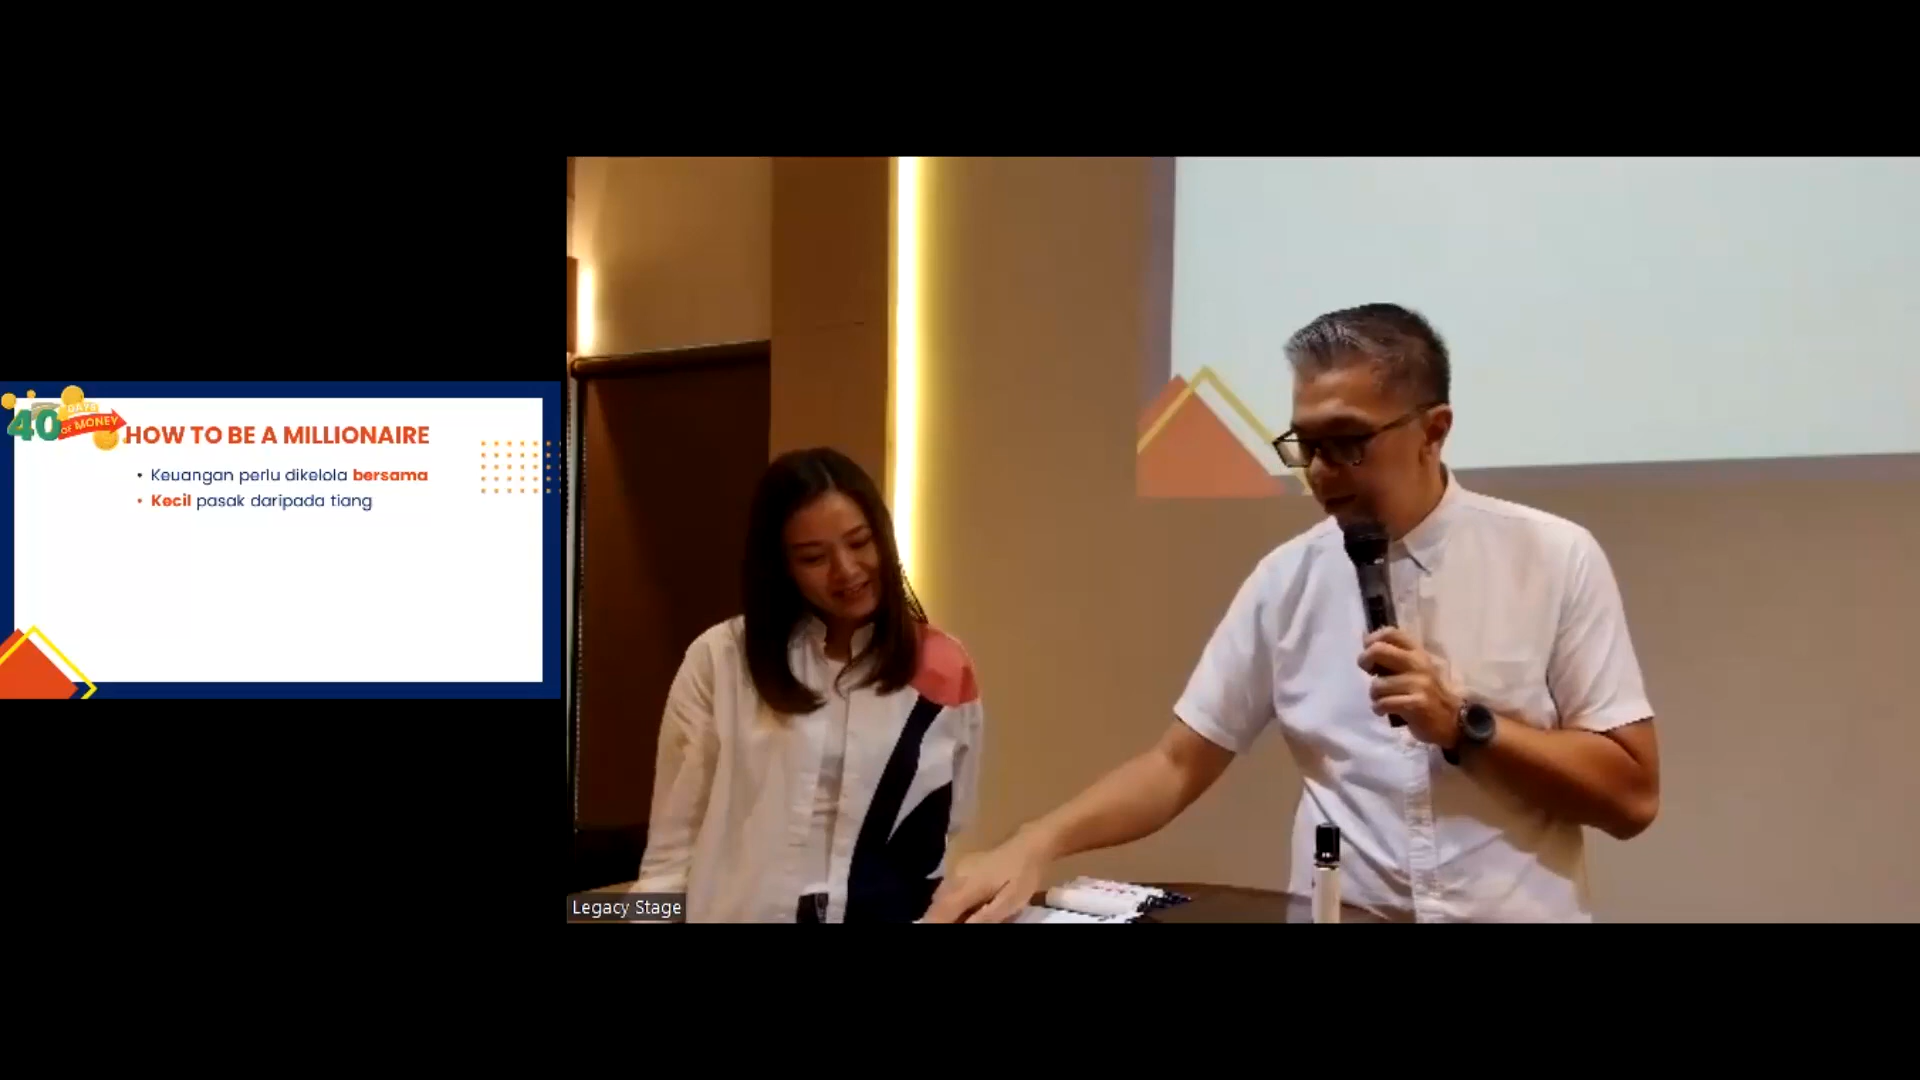 40 DAYS
OF MONEY
HOW TO BE A MILLIONAIRE
• Keuangan perlu dikelola bersama
• Kecil pasak daripada tiang
Legacy Stage